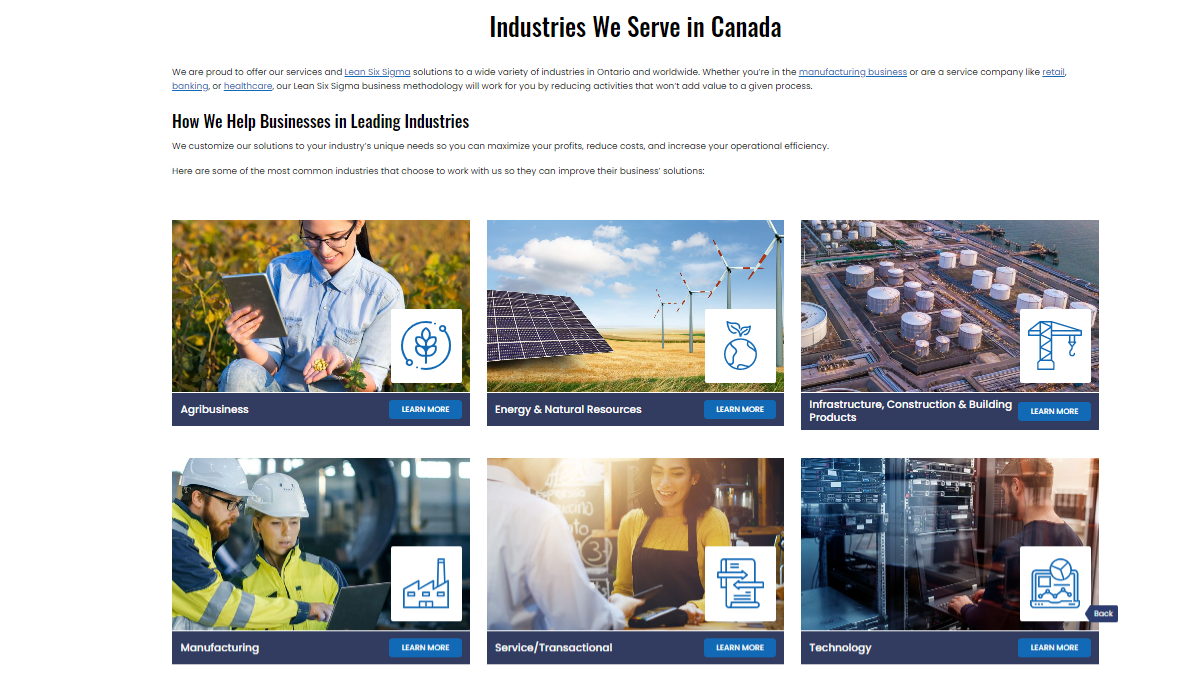 Industries We Serve in Canada
We are proud to offer our services and Lean Six Sigma solutions to a wide variety of industries in Ontario and worldwide. Whether you're in the manufacturing business or are a service company like retail,
banking, or healthcare, our Lean Six Sigma business methodology will work for you by reducing activities that won't add value to a given process.
How We Help Businesses in Leading Industries
We customize our solutions to your industry's unique needs so you can maximize your profits, reduce costs, and increase your operational efficiency.
Here are some of the most common industries that choose to work with us so they can improve their business' solutions:
Agribusiness
LEARN MORE
Energy & Natural Resources
LEARN MORE
Infrastructure, Construction & Building
Products
LEARN MORE
Back
Manufacturing
LEARN MORE
Service/Transactional
LEARN MORE
Technology
LEARN MORE